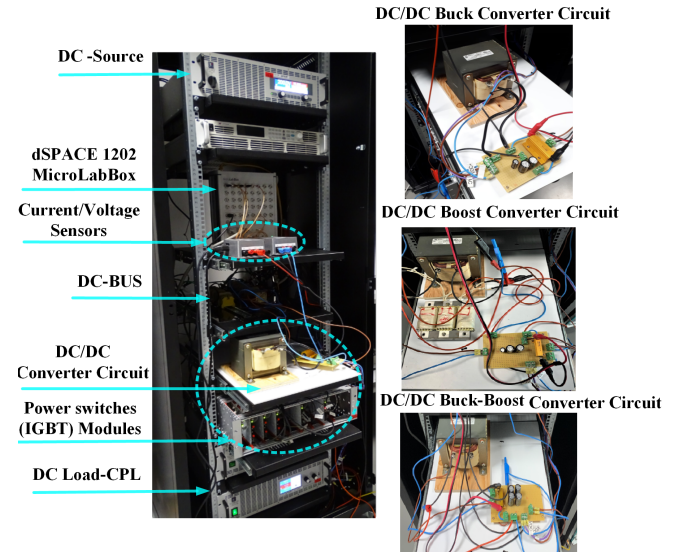 DC/DC Buck Converter Circuit
DC -Source
dSPACE 1202
MicroLabBox
Current/Voltage
Sensors
DC/DC Boost Converter Circuit
DC-BUS
DC/DC
Converter Circuit
DC/DC Buck-Boost Converter Circuit
Power switches
(IGBT) Modules
DC Load-CPL